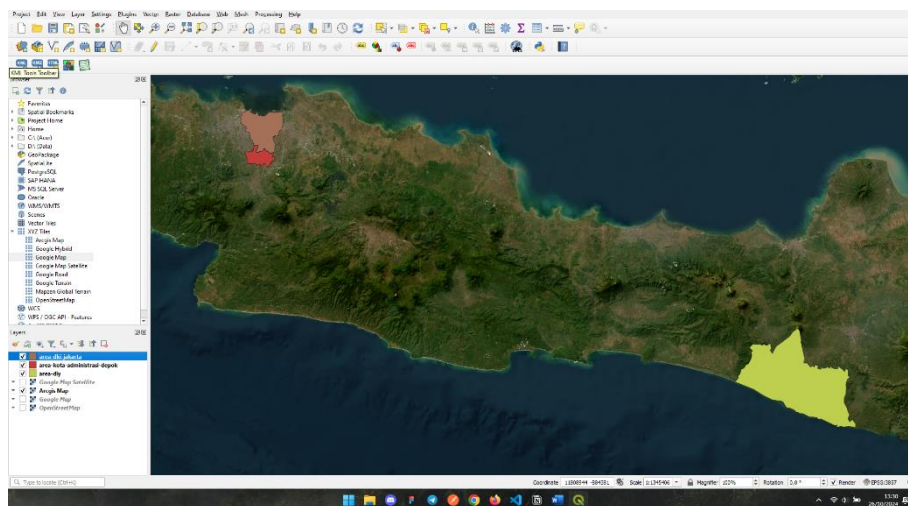 Project Edit View Layer Settings Plugins Vector Raster Database Web Mesh Processing Help
KML Tools Toolbar
Browser
Favorites
Spatial Bookmarks
Project Home
Home
C:\ (Acer)
D:\ (Data)
GeoPackage
SpatiaLite
PostgreSQL
SAP HANA
MS SQL Server
Oracle
WMS/WMTS
Scenes
Vector Tiles
XYZ Tiles
Arcgis Map
Google Hybrid
Google Map
Google Map Satellite
Google Road
Google Terrain
Mapzen Global Terrain
OpenStreetMap
WCS
WFS / OGC API - Features
Layers
area-dki-jakarta
area-kota-administrasi-depok
area-diy
Google Map Satellite
Arcgis Map
Google Map
OpenStreetMap
Type to locate (Ctrl+K)
Coordinate
Scale 1:1345406
Magnifier 100%
Rotation 0,0 °
Render
EPSG:3857
13:30
26/10/2024